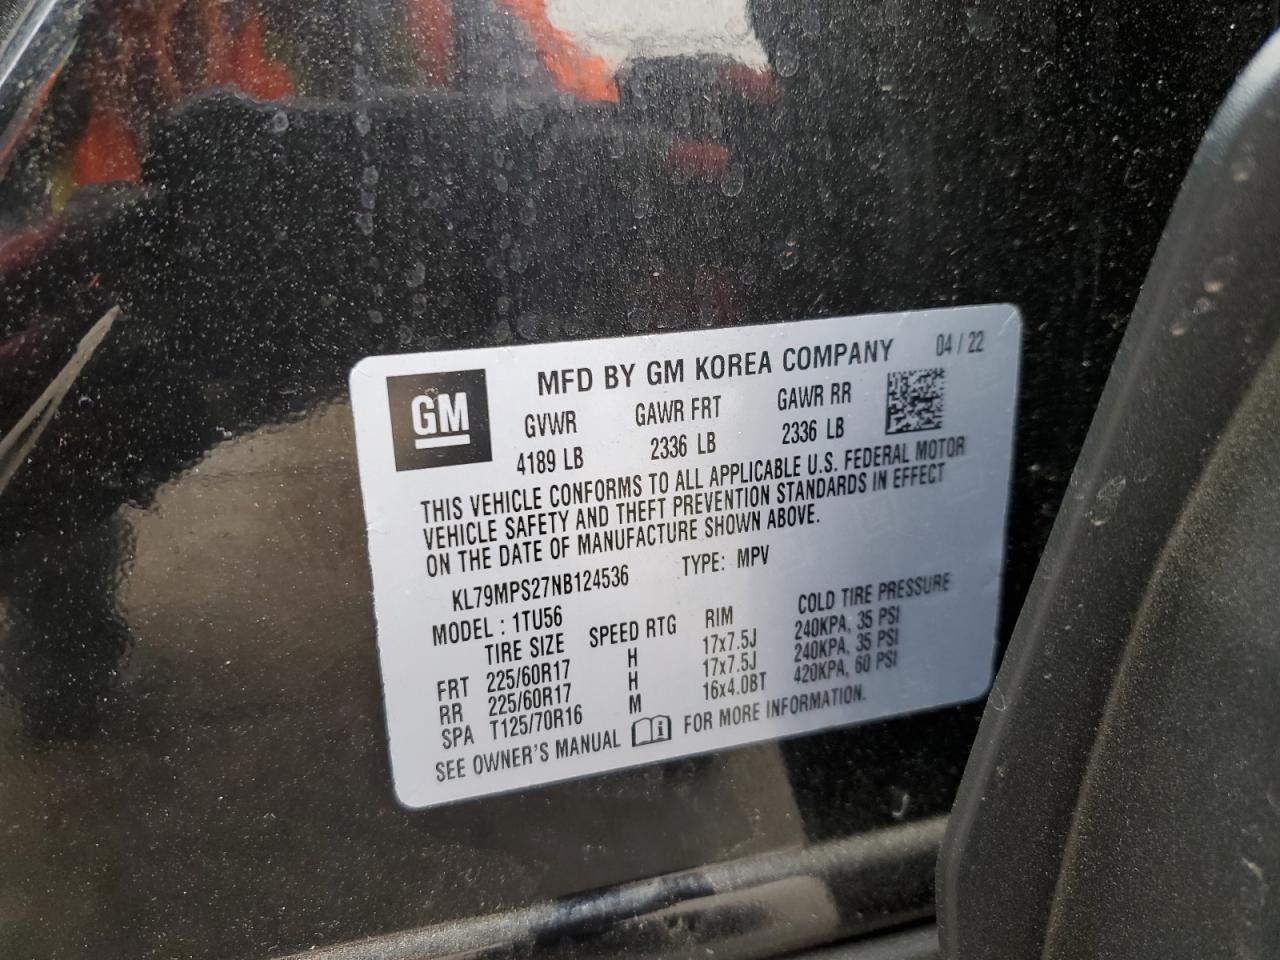 MFD BY GM KOREA COMPANY 04 / 22
GM
GVWR GAWR FRT GAWR RR
4189 LB 2336 LB 2336 LB
THIS VEHICLE CONFORMS TO ALL APPLICABLE U.S. FEDERAL MOTOR
VEHICLE SAFETY AND THEFT PREVENTION STANDARDS IN EFFECT
ON THE DATE OF MANUFACTURE SHOWN ABOVE.
KL79MPS27NB124536 TYPE: MPV
MODEL : 1TU56
TIRE SIZE SPEED RTG RIM COLD TIRE PRESSURE
FRT 225/60R17 H 17x7.5J 240KPA, 35 PSI
RR 225/60R17 H 17x7.5J 240KPA, 35 PSI
SPA T125/70R16 M 16x4.0BT 420KPA, 60 PSI
SEE OWNER'S MANUAL i FOR MORE INFORMATION.